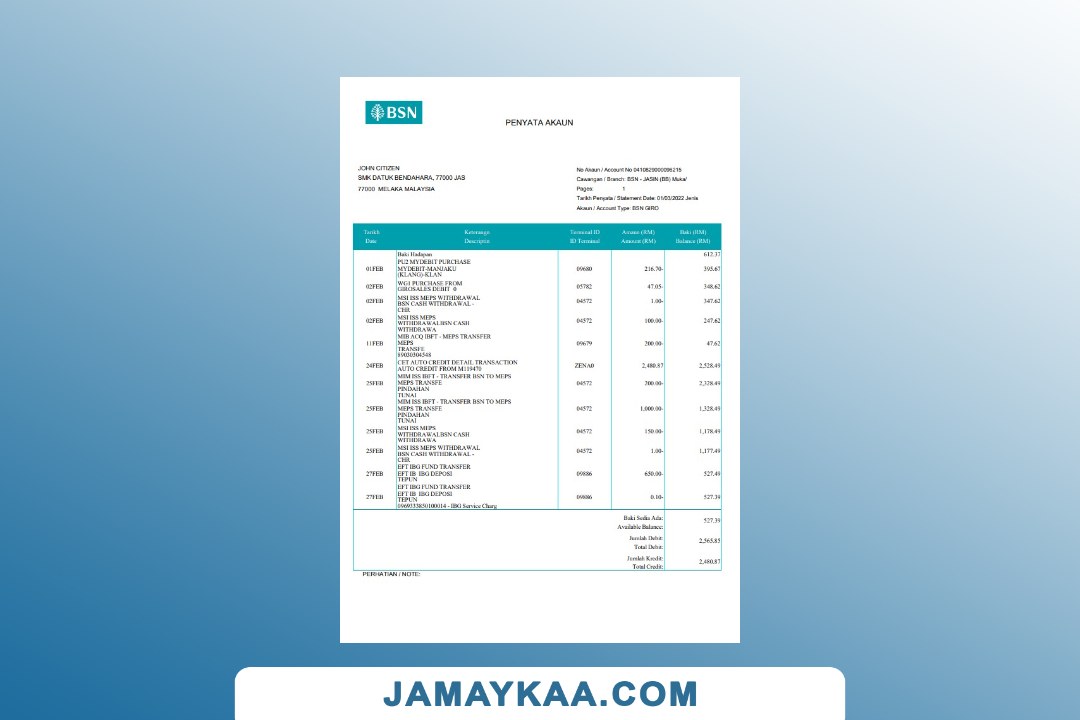 BSN
PENYATA AKAUN
JOHN CITIZEN
SMK DATUK BENDAHARA, 77000 JAS
77000 MELAKA MALAYSIA
No Akaun / Account No
Cawangan / Branch: BSN - JASIN (BB) Muka/
Pages: 1
Tarikh Penyata / Statement Date: 01/03/2022 Jenis
Akaun / Account Type: BSN GIRO
Tarikh Keterange Terminal ID Amaun (RM) Baki (RM)
Date Descriptin ID Terminal Amount (RM) Balance (RM)
Baki Hadapan 612.37
PU2 MYDEBIT PURCHASE
01FEB MYDEBIT-MANJAKU 09680 216.70- 395.67
(KLANG)-KLAN
02FEB WG1 PURCHASE FROM 05782 47.05- 348.62
GIROSALES DEBIT 0
MSI ISS MEPS WITHDRAWAL
02FEB BSN CASH WITHDRAWAL - 04572 1.00- 347.62
CHR
MSI ISS MEPS
02FEB WITHDRAWALBSN CASH 04572 100.00- 247.62
WITHDRAWA
MIB ACQ IBFT - MEPS TRANSFER
11FEB MEPS 09679 200.00- 47.62
TRANSFE
89020304548
CET AUTO CREDIT DETAIL TRANSACTION
24FEB AUTO CREDIT FROM M119470 ZENA0 2,480.87 2,528.49
MIM ISS IBFT - TRANSFER BSN TO MEPS
25FEB MEPS TRANSFE 04572 200.00- 2,328.49
PINDAHAN
TUNAI
MIM ISS IBFT - TRANSFER BSN TO MEPS
25FEB MEPS TRANSFE 04572 1,000.00- 1,328.49
PINDAHAN
TUNAI
MSI ISS MEPS
25FEB WITHDRAWALBSN CASH 04572 150.00- 1,178.49
WITHDRAWA
MSI ISS MEPS WITHDRAWAL
25FEB BSN CASH WITHDRAWAL - 04572 1.00- 1,177.49
CHR
EFT IBG FUND TRANSFER
27FEB EFT IB IBG DEPOSI 09886 650.00- 527.49
TEPUN
EFT IBG FUND TRANSFER
27FEB EFT IB IBG DEPOSI 09886 0.10- 527.39
TEPUN
- IBG Service Charg
Baki Sedia Ada: 527.39
Available Balance:
Jumlah Debit: 2,565.85
Total Debit:
Jumlah Kredit: 2,480.87
Total Credit:
PERHATIAN / NOTE:
JAMAYKAA.COM